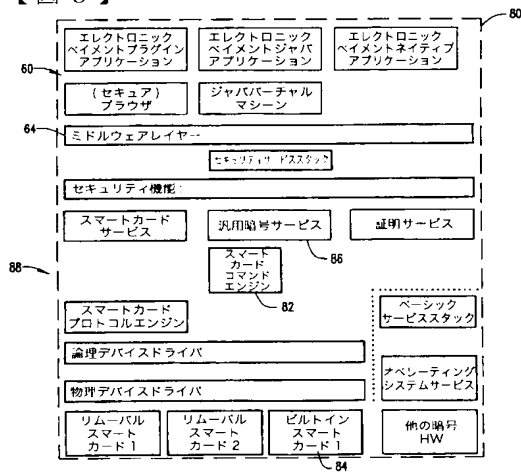 【図 8】
80
エレクトロニック
ペイメントプラグイン
アプリケーション
エレクトロニック
ペイメントジャバ
アプリケーション
エレクトロニック
ペイメントネイティブ
アプリケーション
60
(セキュア)
ブラウザ
ジャババーチャル
マシーン
64
ミドルウェアレイヤー
セキュリティサービススタック
セキュリティ機能
スマートカード
サービス
汎用暗号サービス
証明サービス
86
88
スマート
カード
コマンド
エンジン
82
スマートカード
プロトコルエンジン
ベーシック
サービススタック
論理デバイスドライバ
オペレーティング
システムサービス
物理デバイスドライバ
リムーバル
スマート
カード 1
リムーバル
スマート
カード 2
ビルトイン
スマート
カード 1
他の暗号
HW
84